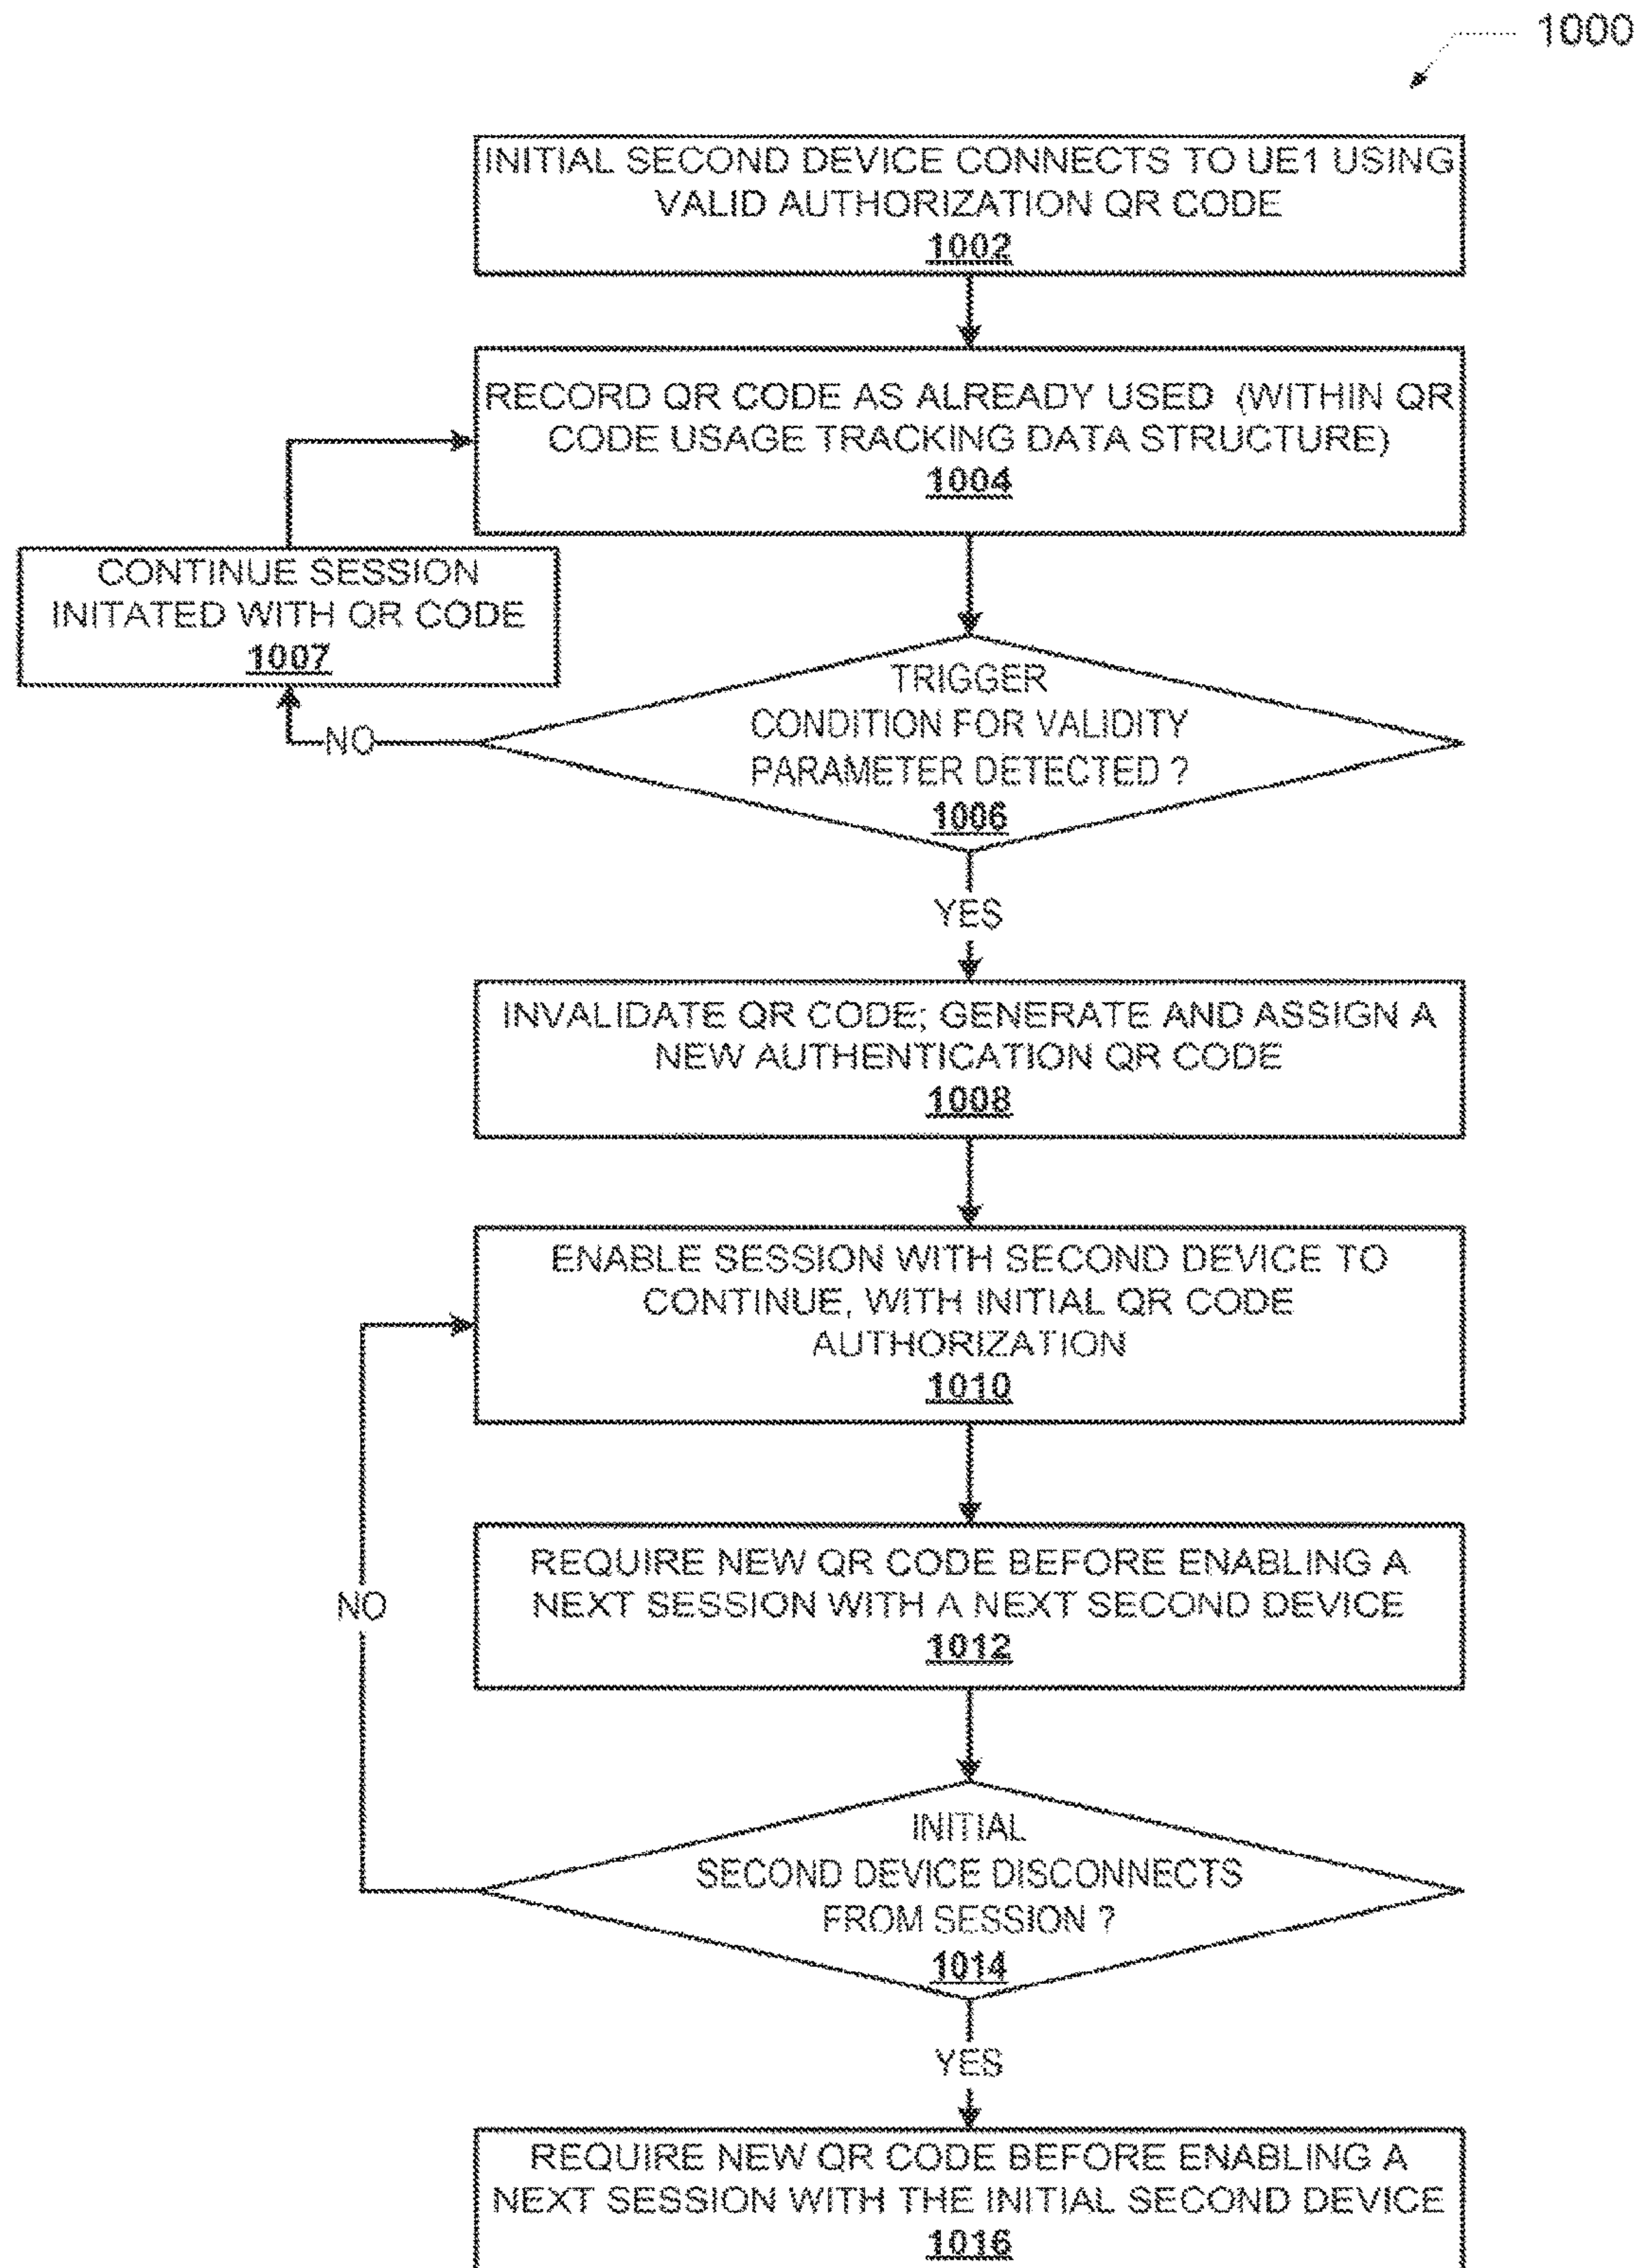 1000
INITIAL SECOND DEVICE CONNECTS TO UE1 USING
VALID AUTHORIZATION QR CODE
1002
RECORD QR CODE AS ALREADY USED (WITHIN QR
CODE USAGE TRACKING DATA STRUCTURE)
1004
CONTINUE SESSION
INITATED WITH QR CODE
1007
TRIGGER
CONDITION FOR VALIDITY
PARAMETER DETECTED ?
1006
NO
YES
INVALIDATE QR CODE; GENERATE AND ASSIGN A
NEW AUTHENTICATION QR CODE
1008
ENABLE SESSION WITH SECOND DEVICE TO
CONTINUE, WITH INITIAL QR CODE
AUTHORIZATION
1010
REQUIRE NEW QR CODE BEFORE ENABLING A
NEXT SESSION WITH A NEXT SECOND DEVICE
1012
NO
INITIAL
SECOND DEVICE DISCONNECTS
FROM SESSION ?
1014
YES
REQUIRE NEW QR CODE BEFORE ENABLING A
NEXT SESSION WITH THE INITIAL SECOND DEVICE
1016